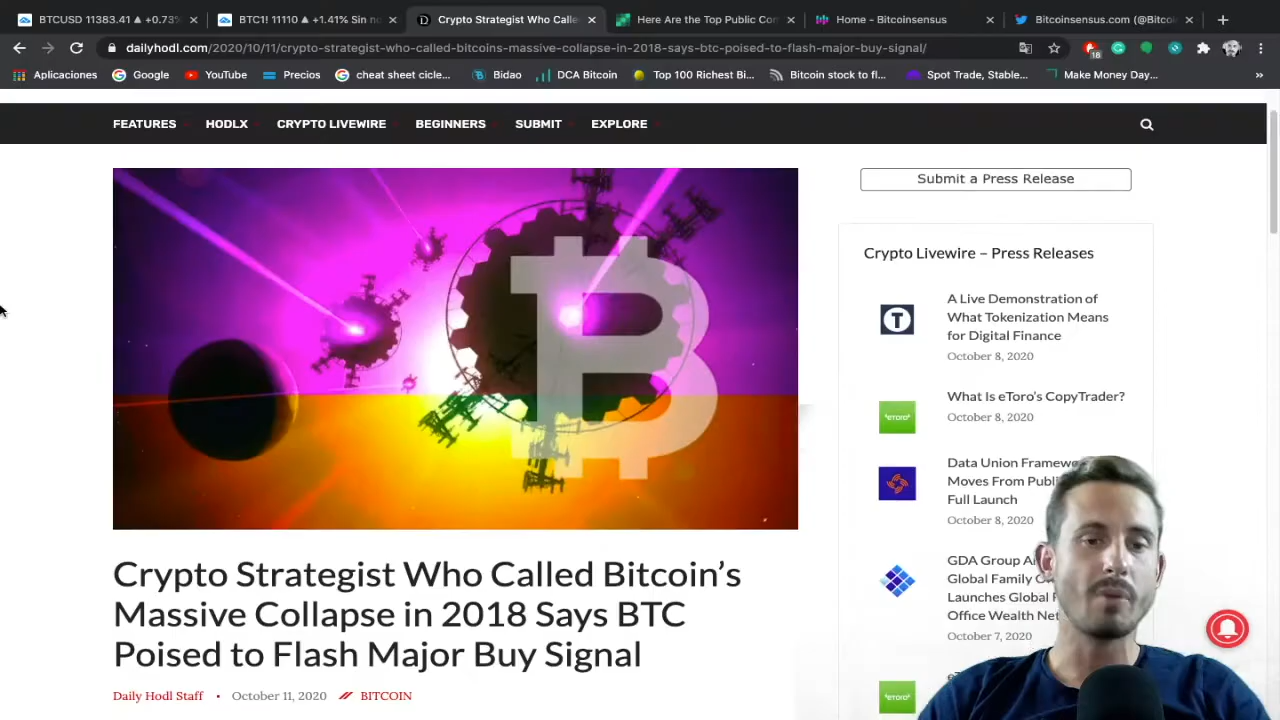 BTCUSD 11383.41 ▲ +0.73%
BTC1! 11110 ▲ +1.41% Sin no
Crypto Strategist Who Calle
Here Are the Top Public Com
Home - Bitcoinsensus
Bitcoinsensus.com (@Bitcoi
dailyhodl.com/2020/10/11/crypto-strategist-who-called-bitcoins-massive-collapse-in-2018-says-btc-poised-to-flash-major-buy-signal/
18
Aplicaciones
Google
YouTube
Precios
cheat sheet cicle...
Bidao
DCA Bitcoin
Top 100 Richest Bi...
Bitcoin stock to fl...
Spot Trade, Stable...
Make Money Day...
»
FEATURES
HODLX
CRYPTO LIVEWIRE
BEGINNERS
SUBMIT
EXPLORE
Submit a Press Release
Crypto Livewire – Press Releases
A Live Demonstration of
What Tokenization Means
for Digital Finance
October 8, 2020
What Is eToro's CopyTrader?
October 8, 2020
eToro
Data Union Framew
Moves From Publi
Full Launch
October 8, 2020
GDA Group A
Global Family O
Launches Global F
Office Wealth Net
October 7, 2020
eToro
Crypto Strategist Who Called Bitcoin's
Massive Collapse in 2018 Says BTC
Poised to Flash Major Buy Signal
Daily Hodl Staff • October 11, 2020 BITCOIN